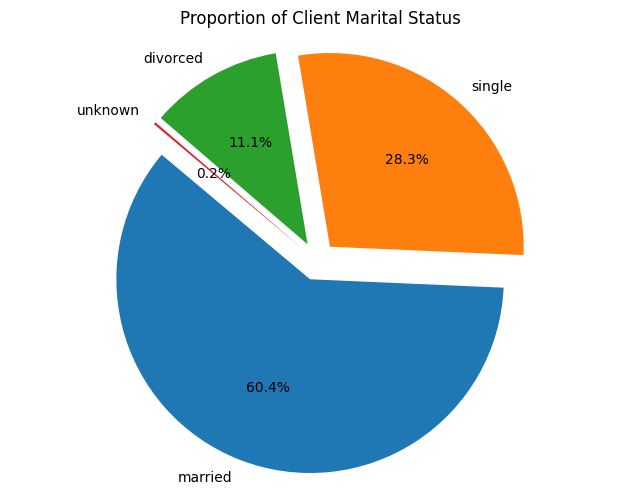 Proportion of Client Marital Status
divorced
single
unknown
11.1%
28.3%
0.2%
60.4%
married